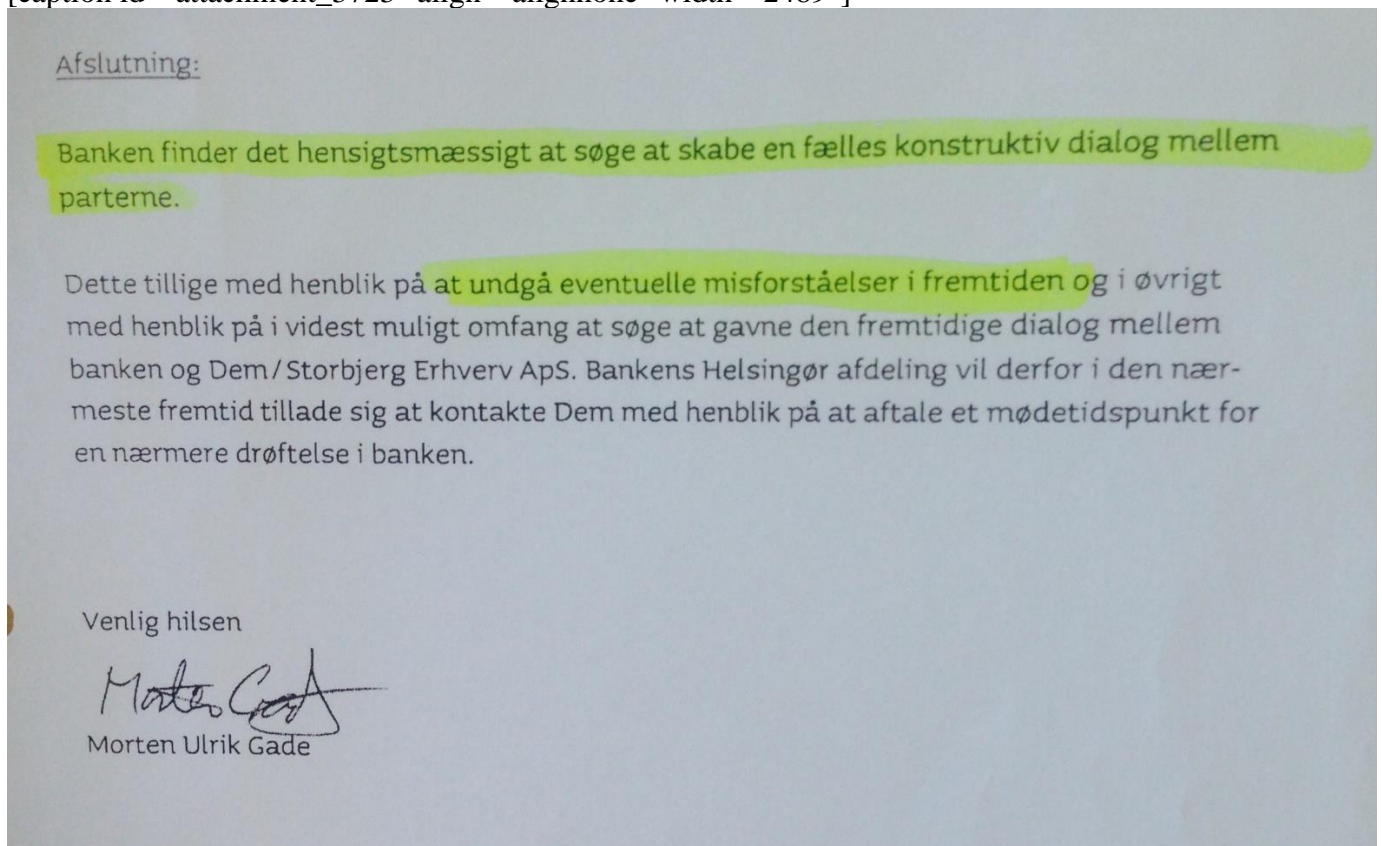 [caption id="attachment_3723" align="alignnone" width="2489"]
Afslutning:
Banken finder det hensigtsmæssigt at søge at skabe en fælles konstruktiv dialog mellem
parterne.
Dette tillige med henblik på at undgå eventuelle misforståelser i fremtiden og i øvrigt
med henblik på i videst muligt omfang at søge at gavne den fremtidige dialog mellem
banken og Dem/Storbjerg Erhverv ApS. Bankens Helsingør afdeling vil derfor i den nær-
meste fremtid tillade sig at kontakte Dem med henblik på at aftale et mødetidspunkt for
en nærmere drøftelse i banken.
Venlig hilsen
Morten Ulrik Gade